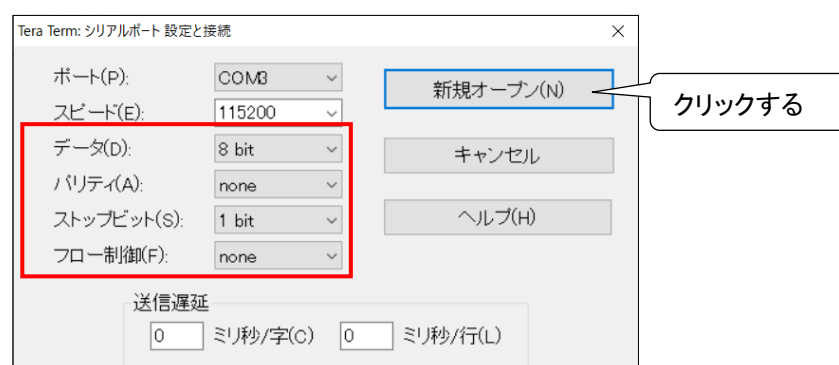 Tera Term: シリアルポート 設定と接続
ポート(P): COM3 新規オープン(N)
クリックする
スピード(E): 115200
データ(D): 8 bit キャンセル
パリティ(A): none
ストップビット(S): 1 bit ヘルプ(H)
フロー制御(F): none
送信遅延
0 ミリ秒/字(C) 0 ミリ秒/行(L)